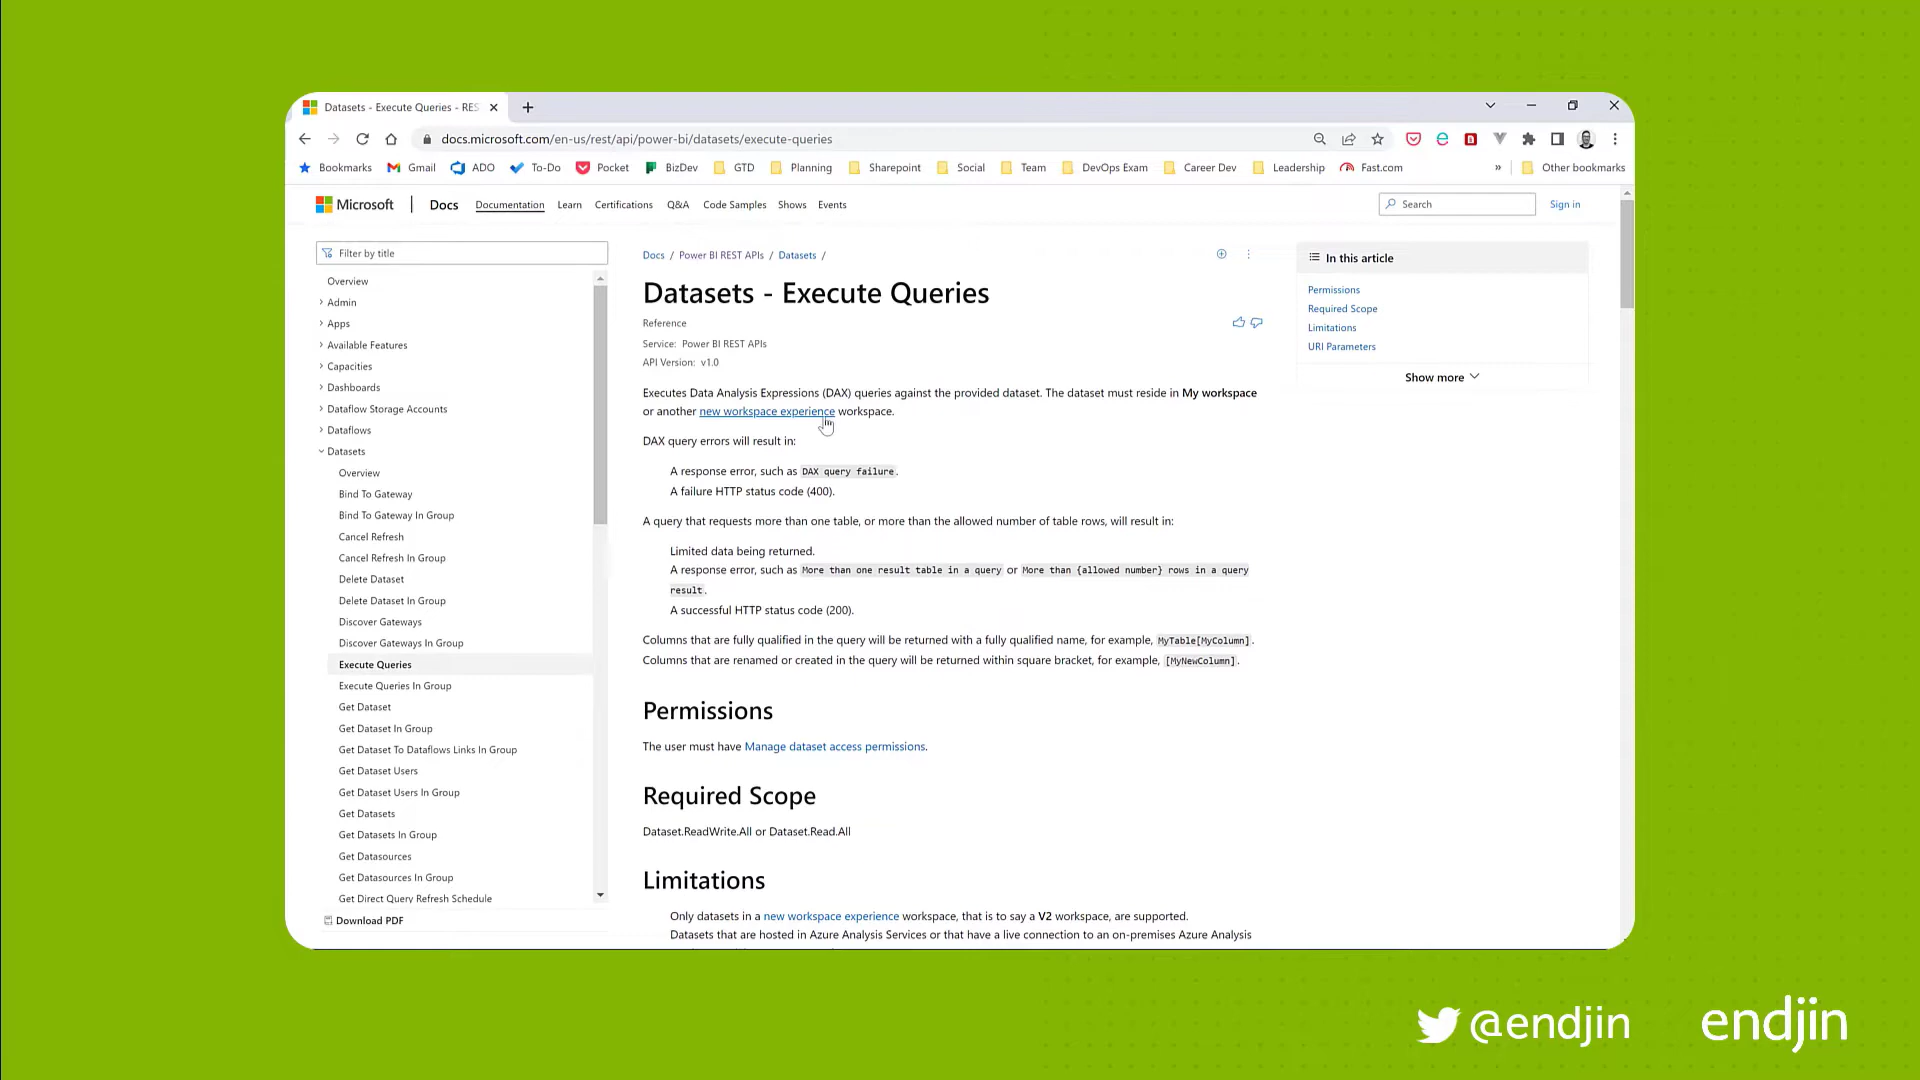 Datasets - Execute Queries - RES
docs.microsoft.com/en-us/rest/api/power-bi/datasets/execute-queries
Bookmarks Gmail ADO To-Do Pocket BizDev GTD Planning Sharepoint Social Team DevOps Exam Career Dev Leadership Fast.com » Other bookmarks
Microsoft Docs Documentation Learn Certifications Q&A Code Samples Shows Events Search Sign in
Filter by title
Overview
Admin
Apps
Available Features
Capacities
Dashboards
Dataflow Storage Accounts
Dataflows
Datasets
Overview
Bind To Gateway
Bind To Gateway In Group
Cancel Refresh
Cancel Refresh In Group
Delete Dataset
Delete Dataset In Group
Discover Gateways
Discover Gateways In Group
Execute Queries
Execute Queries In Group
Get Dataset
Get Dataset In Group
Get Dataset To Dataflows Links In Group
Get Dataset Users
Get Dataset Users In Group
Get Datasets
Get Datasets In Group
Get Datasources
Get Datasources In Group
Get Direct Query Refresh Schedule
Download PDF
Docs / Power BI REST APIs / Datasets /
Datasets - Execute Queries
Reference
Service: Power BI REST APIs
API Version: v1.0
Executes Data Analysis Expressions (DAX) queries against the provided dataset. The dataset must reside in My workspace
or another new workspace experience workspace.
DAX query errors will result in:
A response error, such as DAX query failure.
A failure HTTP status code (400).
A query that requests more than one table, or more than the allowed number of table rows, will result in:
Limited data being returned.
A response error, such as More than one result table in a query or More than {allowed number} rows in a query
result.
A successful HTTP status code (200).
Columns that are fully qualified in the query will be returned with a fully qualified name, for example, MyTable[MyColumn].
Columns that are renamed or created in the query will be returned within square bracket, for example, [MyNewColumn].
Permissions
The user must have Manage dataset access permissions.
Required Scope
Dataset.ReadWrite.All or Dataset.Read.All
Limitations
Only datasets in a new workspace experience workspace, that is to say a V2 workspace, are supported.
Datasets that are hosted in Azure Analysis Services or that have a live connection to an on-premises Azure Analysis
In this article
Permissions
Required Scope
Limitations
URI Parameters
Show more
@endjin endjin